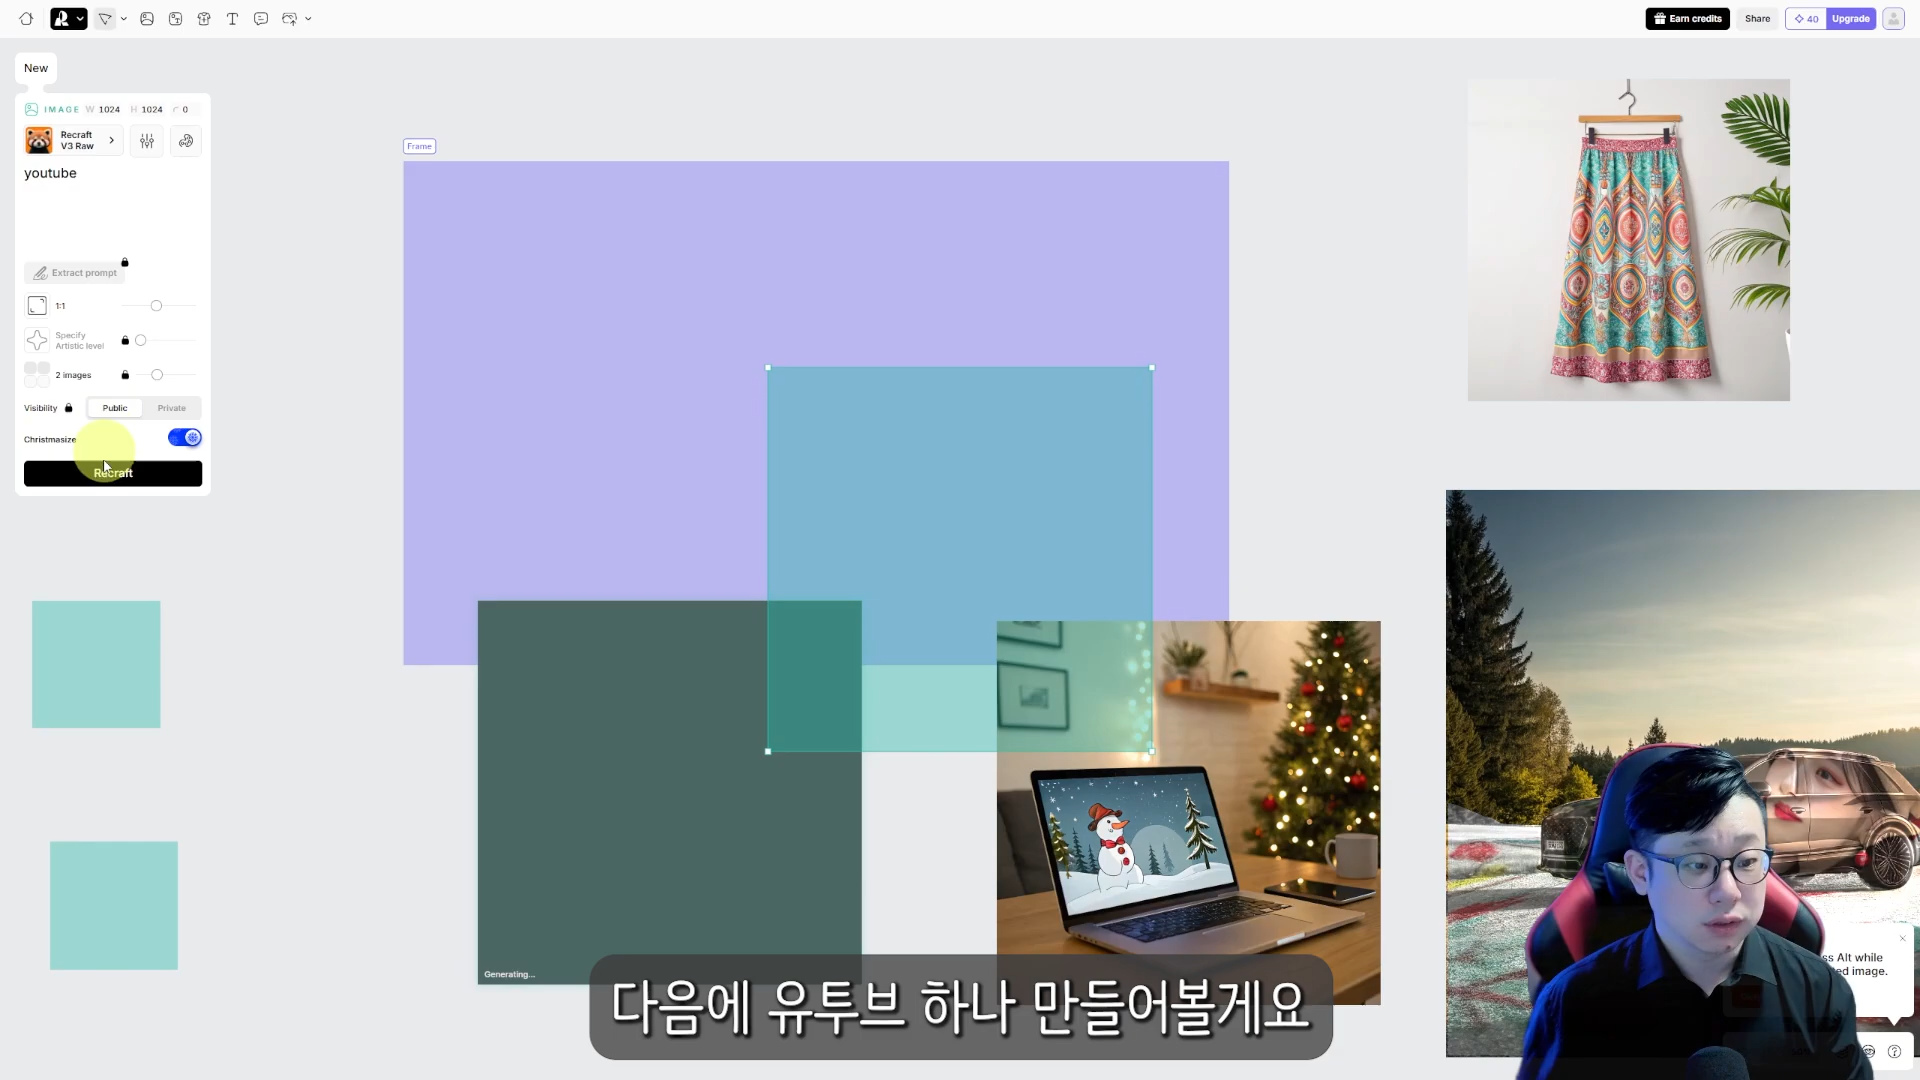 Earn credits
Share
40
Upgrade
New
IMAGE W 1024 H 1024 0
Recraft
V3 Raw
youtube
Extract prompt
1:1
Specify
Artistic level
2 images
Visibility
Public
Private
Christmasize
Recraft
Frame
Generating...
ss Alt while
ed image.
다음에 유투브 하나 만들어볼게요